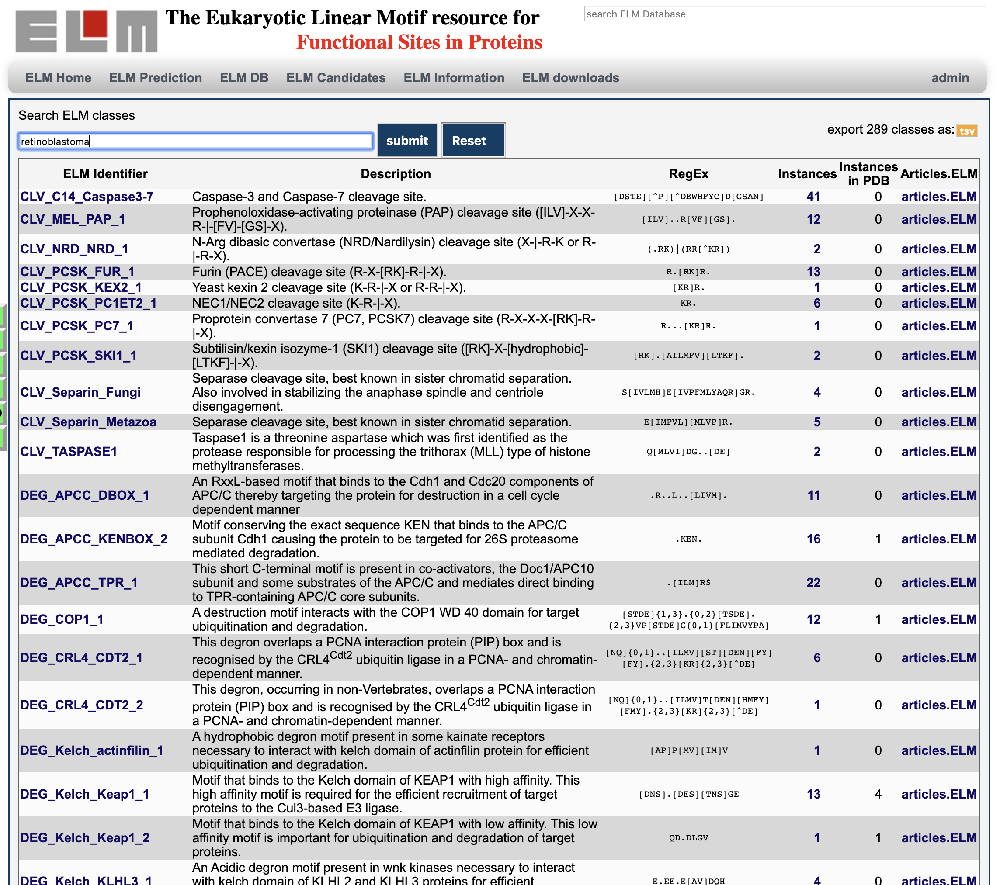 ELM
The Eukaryotic Linear Motif resource for
Functional Sites in Proteins
search ELM Database
ELM Home ELM Prediction ELM DB ELM Candidates ELM Information ELM downloads admin
Search ELM classes
retinoblastoma submit Reset
export 289 classes as: tsv
ELM Identifier Description RegEx Instances Instances in PDB Articles.ELM
CLV_C14_Caspase3-7 Caspase-3 and Caspase-7 cleavage site. [DSTE][^P][^DEWHFYC]D[GSAN] 41 0 articles.ELM
Prophenoloxidase-activating proteinase (PAP) cleavage site ([ILV]-X-X-
CLV_MEL_PAP_1 [ILV]..R[VF][GS]. 12 0 articles.ELM
R-|-[FV]-[GS]-X).
N-Arg dibasic convertase (NRD/Nardilysin) cleavage site (X-|-R-K or R-
CLV_NRD_NRD_1 (.RK)|(RR[^KR]) 2 0 articles.ELM
|-R-X).
CLV_PCSK_FUR_1 Furin (PACE) cleavage site (R-X-[RK]-R-|-X). R.[RK]R. 13 0 articles.ELM
CLV_PCSK_KEX2_1 Yeast kexin 2 cleavage site (K-R-|-X or R-R-|-X). [KR]R. 1 0 articles.ELM
CLV_PCSK_PC1ET2_1 NEC1/NEC2 cleavage site (K-R-|-X). KR. 6 0 articles.ELM
Proprotein convertase 7 (PC7, PCSK7) cleavage site (R-X-X-X-[RK]-R-
CLV_PCSK_PC7_1 R...[KR]R. 1 0 articles.ELM
|-X).
Subtilisin/kexin isozyme-1 (SKI1) cleavage site ([RK]-X-[hydrophobic]-
CLV_PCSK_SKI1_1 [RK].[AILMFV][LTKF]. 2 0 articles.ELM
[LTKF]-|-X).
Separase cleavage site, best known in sister chromatid separation.
CLV_Separin_Fungi Also involved in stabilizing the anaphase spindle and centriole S[IVLMH]E[IVPFMLYAQR]GR. 4 0 articles.ELM
disengagement.
CLV_Separin_Metazoa Separase cleavage site, best known in sister chromatid separation. E[IMPVL][MLVP]R. 5 0 articles.ELM
Taspase1 is a threonine aspartase which was first identified as the
CLV_TASPASE1 protease responsible for processing the trithorax (MLL) type of histone Q[MLVI]DG..[DE] 2 0 articles.ELM
methyltransferases.
An RxxL-based motif that binds to the Cdh1 and Cdc20 components of
DEG_APCC_DBOX_1 APC/C thereby targeting the protein for destruction in a cell cycle .R..L..[LIVM]. 11 0 articles.ELM
dependent manner
Motif conserving the exact sequence KEN that binds to the APC/C
DEG_APCC_KENBOX_2 subunit Cdh1 causing the protein to be targeted for 26S proteasome .KEN. 16 1 articles.ELM
mediated degradation.
This short C-terminal motif is present in co-activators, the Doc1/APC10
DEG_APCC_TPR_1 subunit and some substrates of the APC/C and mediates direct binding .[ILM]R$ 22 0 articles.ELM
to TPR-containing APC/C core subunits.
A destruction motif interacts with the COP1 WD 40 domain for target [STDE]{1,3}.{0,2}[TSDE].
DEG_COP1_1 12 1 articles.ELM
ubiquitination and degradation. {2,3}VP[STDE]G{0,1}[FLIMVYPA]
This degron overlaps a PCNA interaction protein (PIP) box and is [NQ]{0,1}..[ILMV][ST][DEN][FY]
DEG_CRL4_CDT2_1 recognised by the CRL4Cdt2 ubiquitin ligase in a PCNA- and chromatin- 6 0 articles.ELM
dependent manner. [FY].{2,3}[KR]{2,3}[^DE]
This degron, occurring in non-Vertebrates, overlaps a PCNA interaction [NQ]{0,1}..[ILMV]T[DEN][HMFY]
DEG_CRL4_CDT2_2 protein (PIP) box and is recognised by the CRL4Cdt2 ubiquitin ligase in 1 0 articles.ELM
a PCNA- and chromatin-dependent manner. [FMY].{2,3}[KR]{2,3}[^DE]
A hydrophobic degron motif present in some kainate receptors
DEG_Kelch_actinfilin_1 necessary to interact with kelch domain of actinfilin protein for efficient [AP]P[MV][IM]V 1 0 articles.ELM
ubiquitination and degradation.
Motif that binds to the Kelch domain of KEAP1 with high affinity. This
DEG_Kelch_Keap1_1 high affinity motif is required for the efficient recruitment of target [DNS].[DES][TNS]GE 13 4 articles.ELM
proteins to the Cul3-based E3 ligase.
Motif that binds to the Kelch domain of KEAP1 with low affinity. This low
DEG_Kelch_Keap1_2 affinity motif is important for ubiquitination and degradation of target QD.DLGV 1 1 articles.ELM
proteins.
An Acidic degron motif present in wnk kinases necessary to interact
DEG_Kelch_KLHL3_1 with kelch domain of KLHL2 and KLHL3 proteins for efficient E.EE.E[AV]DQH 4 0 articles.ELM